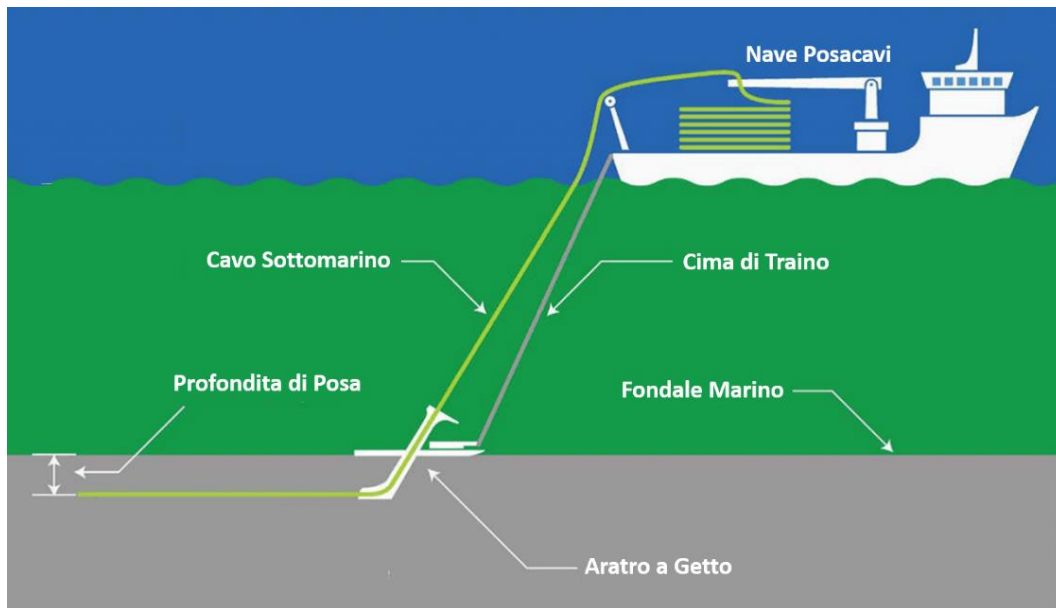 Nave Posacavi
Cavo Sottomarino
Cima di Traino
Profondita di Posa
Fondale Marino
Aratro a Getto